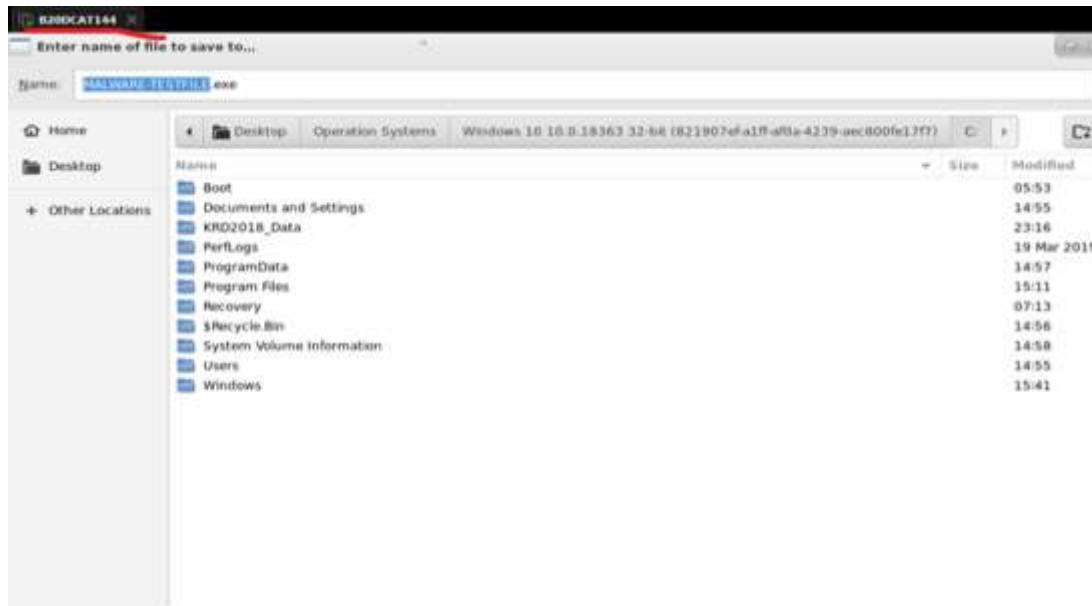 B20DCAT144
Enter name of file to save to...
Name: MALWARE-TESTFILE.exe
Home
Desktop
Other Locations
Desktop Operation Systems Windows 10 10.0.18363 32-bit C:
Name Size Modified
Boot 05:53
Documents and Settings 14:55
KRD2018_Data 23:16
PerfLogs 19 Mar 2019
ProgramData 14:57
Program Files 15:11
Recovery 07:13
$Recycle.Bin 14:56
System Volume Information 14:58
Users 14:55
Windows 15:41